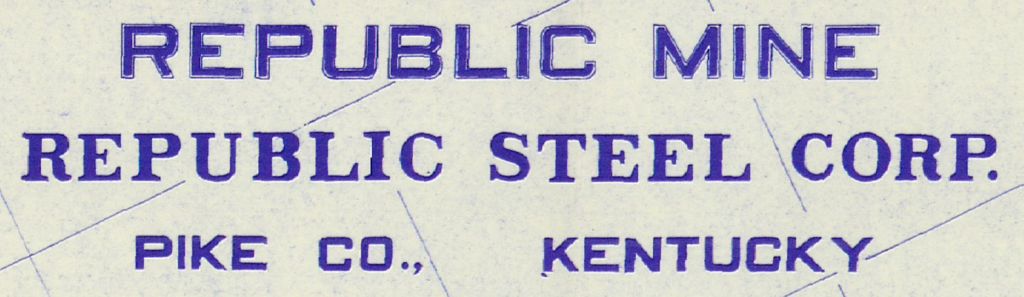 REPUBLIC MINE
REPUBLIC STEEL CORP.
PIKE CO., KENTUCKY